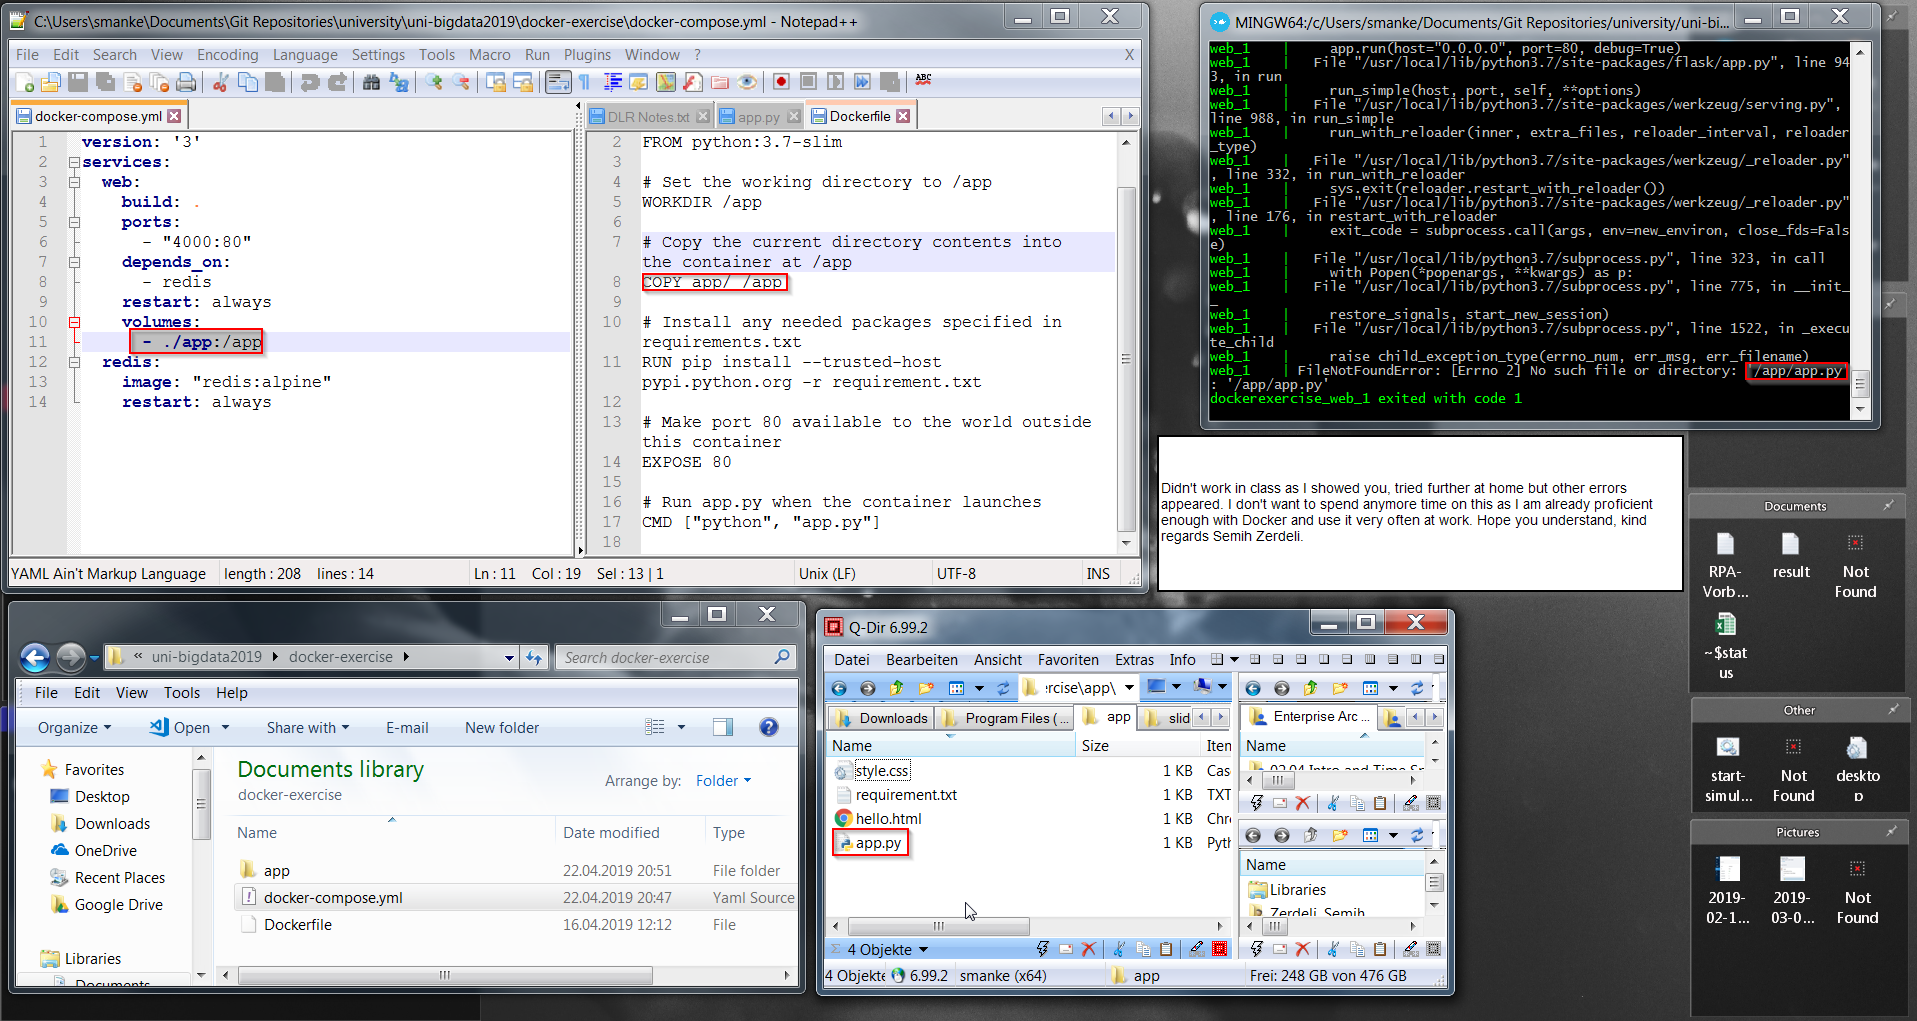 C:\Users\smanke\Documents\Git Repositories\university\uni-bigdata2019\docker-exercise\docker-compose.yml - Notepad++
File Edit Search View Encoding Language Settings Tools Macro Run Plugins Window ? X
docker-compose.yml
1 version: '3'
2 services:
3 web:
4 build: .
5 ports:
6 - "4000:80"
7 depends_on:
8 - redis
9 restart: always
10 volumes:
11 - ./app:/app
12 redis:
13 image: "redis:alpine"
14 restart: always
DLR Notes.txt app.py Dockerfile
2 FROM python:3.7-slim
3
4 # Set the working directory to /app
5 WORKDIR /app
6
7 # Copy the current directory contents into
the container at /app
8 COPY app/ /app
9
10 # Install any needed packages specified in
requirements.txt
11 RUN pip install --trusted-host
pypi.python.org -r requirement.txt
12
13 # Make port 80 available to the world outside
this container
14 EXPOSE 80
15
16 # Run app.py when the container launches
17 CMD ["python", "app.py"]
18
YAML Ain't Markup Language length : 208 lines : 14 Ln : 11 Col : 19 Sel : 13 | 1 Unix (LF) UTF-8 INS
MINGW64:/c/Users/smanke/Documents/Git Repositories/university/uni-bi...
web_1 | app.run(host="0.0.0.0", port=80, debug=True)
web_1 | File "/usr/local/lib/python3.7/site-packages/flask/app.py", line 94
3, in run
web_1 | run_simple(host, port, self, **options)
web_1 | File "/usr/local/lib/python3.7/site-packages/werkzeug/serving.py",
line 988, in run_simple
web_1 | run_with_reloader(inner, extra_files, reloader_interval, reloader
_type)
web_1 | File "/usr/local/lib/python3.7/site-packages/werkzeug/_reloader.py"
, line 332, in run_with_reloader
web_1 | sys.exit(reloader.restart_with_reloader())
web_1 | File "/usr/local/lib/python3.7/site-packages/werkzeug/_reloader.py"
, line 176, in restart_with_reloader
web_1 | exit_code = subprocess.call(args, env=new_environ, close_fds=Fals
e)
web_1 | File "/usr/local/lib/python3.7/subprocess.py", line 323, in call
web_1 | with Popen(*popenargs, **kwargs) as p:
web_1 | File "/usr/local/lib/python3.7/subprocess.py", line 775, in __init_
_
web_1 | restore_signals, start_new_session)
web_1 | File "/usr/local/lib/python3.7/subprocess.py", line 1522, in _execu
te_child
web_1 | raise child_exception_type(errno_num, err_msg, err_filename)
web_1 | FileNotFoundError: [Errno 2] No such file or directory: '/app/app.py'
: '/app/app.py'
dockerexercise_web_1 exited with code 1
Didn't work in class as I showed you, tried further at home but other errors
appeared. I don't want to spend anymore time on this as I am already proficient
enough with Docker and use it very often at work. Hope you understand, kind
regards Semih Zerdeli.
Documents
RPA-Vorb... result Not Found
~$stat us
Other
start-simul... Not Found deskto p
Pictures
2019-02-1... 2019-03-0... Not Found
« uni-bigdata2019 docker-exercise
Search docker-exercise
File Edit View Tools Help
Organize Open Share with E-mail New folder
Favorites
Desktop
Downloads
OneDrive
Recent Places
Google Drive
Libraries
Documents
Documents library
docker-exercise
Arrange by: Folder
Name Date modified Type
app 22.04.2019 20:51 File folder
docker-compose.yml 22.04.2019 20:47 Yaml Source
Dockerfile 16.04.2019 12:12 File
Q-Dir 6.99.2
Datei Bearbeiten Ansicht Favoriten Extras Info
:rcise\app\
Downloads Program Files (... app slid
Name Size Iten
style.css 1 KB Cas
requirement.txt 1 KB TXT
hello.html 1 KB Chr
app.py 1 KB Pyth
4 Objekte
4 Objekte 6.99.2 smanke (x64) app Frei: 248 GB von 476 GB
Enterprise Arc ...
Name
02.04 Intro and Time S
Name
Libraries
Zerdeli, Semih
ABC